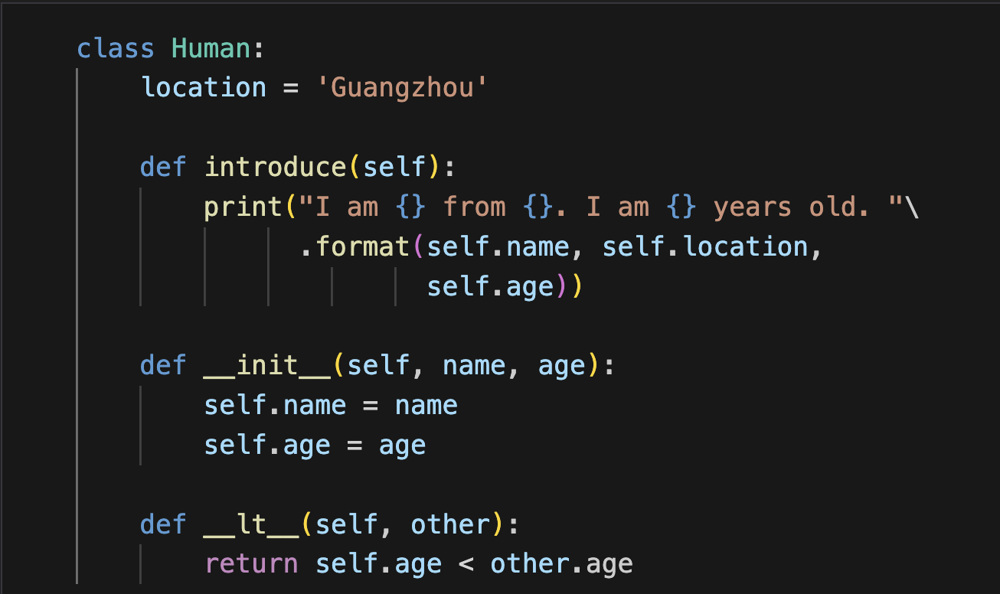 class Human:
    location = 'Guangzhou'

    def introduce(self):
        print("I am {} from {}. I am {} years old. "\
              .format(self.name, self.location,
                      self.age))

    def __init__(self, name, age):
        self.name = name
        self.age = age

    def __lt__(self, other):
        return self.age < other.age